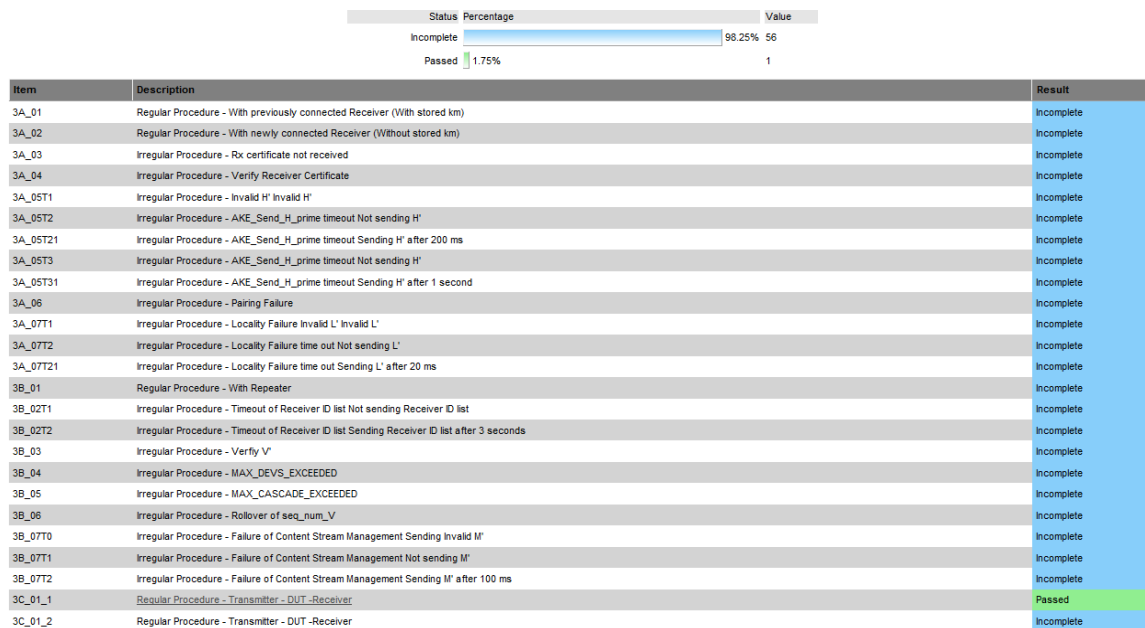 Status Percentage Value
Incomplete 98.25% 56
Passed 1.75% 1
Item Description Result
3A_01 Regular Procedure - With previously connected Receiver (With stored km) Incomplete
3A_02 Regular Procedure - With newly connected Receiver (Without stored km) Incomplete
3A_03 Irregular Procedure - Rx certificate not received Incomplete
3A_04 Irregular Procedure - Verify Receiver Certificate Incomplete
3A_05T1 Irregular Procedure - Invalid H' Invalid H' Incomplete
3A_05T2 Irregular Procedure - AKE_Send_H_prime timeout Not sending H' Incomplete
3A_05T21 Irregular Procedure - AKE_Send_H_prime timeout Sending H' after 200 ms Incomplete
3A_05T3 Irregular Procedure - AKE_Send_H_prime timeout Not sending H' Incomplete
3A_05T31 Irregular Procedure - AKE_Send_H_prime timeout Sending H' after 1 second Incomplete
3A_06 Irregular Procedure - Pairing Failure Incomplete
3A_07T1 Irregular Procedure - Locality Failure Invalid L' Invalid L' Incomplete
3A_07T2 Irregular Procedure - Locality Failure time out Not sending L' Incomplete
3A_07T21 Irregular Procedure - Locality Failure time out Sending L' after 20 ms Incomplete
3B_01 Regular Procedure - With Repeater Incomplete
3B_02T1 Irregular Procedure - Timeout of Receiver ID list Not sending Receiver ID list Incomplete
3B_02T2 Irregular Procedure - Timeout of Receiver ID list Sending Receiver ID list after 3 seconds Incomplete
3B_03 Irregular Procedure - Verfiy V' Incomplete
3B_04 Irregular Procedure - MAX_DEVS_EXCEEDED Incomplete
3B_05 Irregular Procedure - MAX_CASCADE_EXCEEDED Incomplete
3B_06 Irregular Procedure - Rollover of seq_num_V Incomplete
3B_07T0 Irregular Procedure - Failure of Content Stream Management Sending Invalid M' Incomplete
3B_07T1 Irregular Procedure - Failure of Content Stream Management Not sending M' Incomplete
3B_07T2 Irregular Procedure - Failure of Content Stream Management Sending M' after 100 ms Incomplete
3C_01_1 Regular Procedure - Transmitter - DUT -Receiver Passed
3C_01_2 Regular Procedure - Transmitter - DUT -Receiver Incomplete